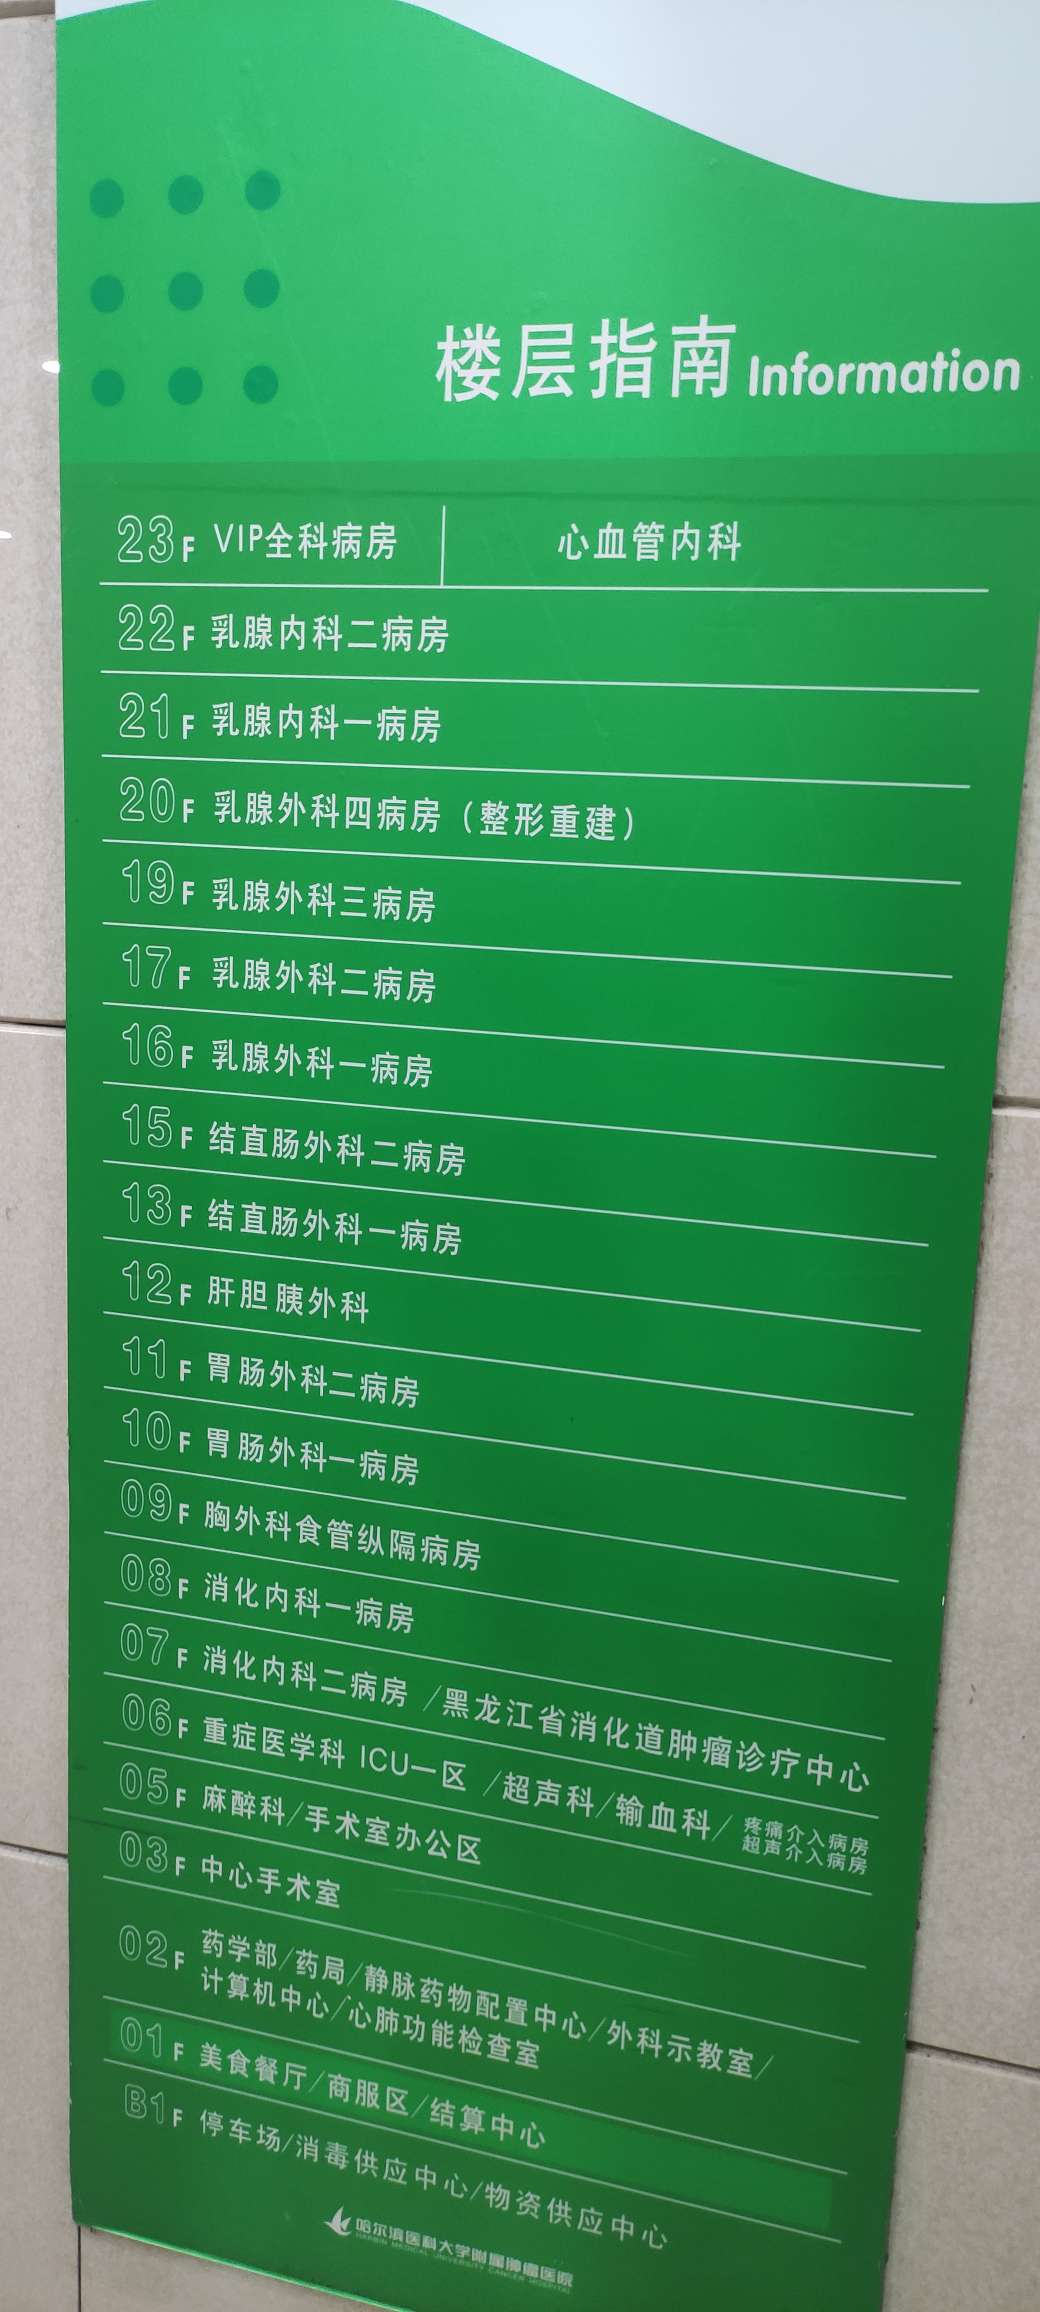 楼层指南 Information
23F VIP全科病房 心血管内科
22F 乳腺内科二病房
21F 乳腺内科一病房
20F 乳腺外科四病房（整形重建）
19F 乳腺外科三病房
17F 乳腺外科二病房
16F 乳腺外科一病房
15F 结直肠外科二病房
13F 结直肠外科一病房
12F 肝胆胰外科
11F 胃肠外科二病房
10F 胃肠外科一病房
09F 胸外科食管纵隔病房
08F 消化内科一病房
07F 消化内科二病房/黑龙江省消化道肿瘤诊疗中心
06F 重症医学科 ICU一区/超声科/输血科/疼痛介入病房
超声介入病房
05F 麻醉科/手术室办公区
03F 中心手术室
02F 药学部/药局/静脉药物配置中心/外科示教室/
计算机中心/心肺功能检查室
01F 美食餐厅/商服区/结算中心
B1F 停车场/消毒供应中心/物资供应中心
哈尔滨医科大学附属肿瘤医院
HARBIN MEDICAL UNIVERSITY CANCER HOSPITAL